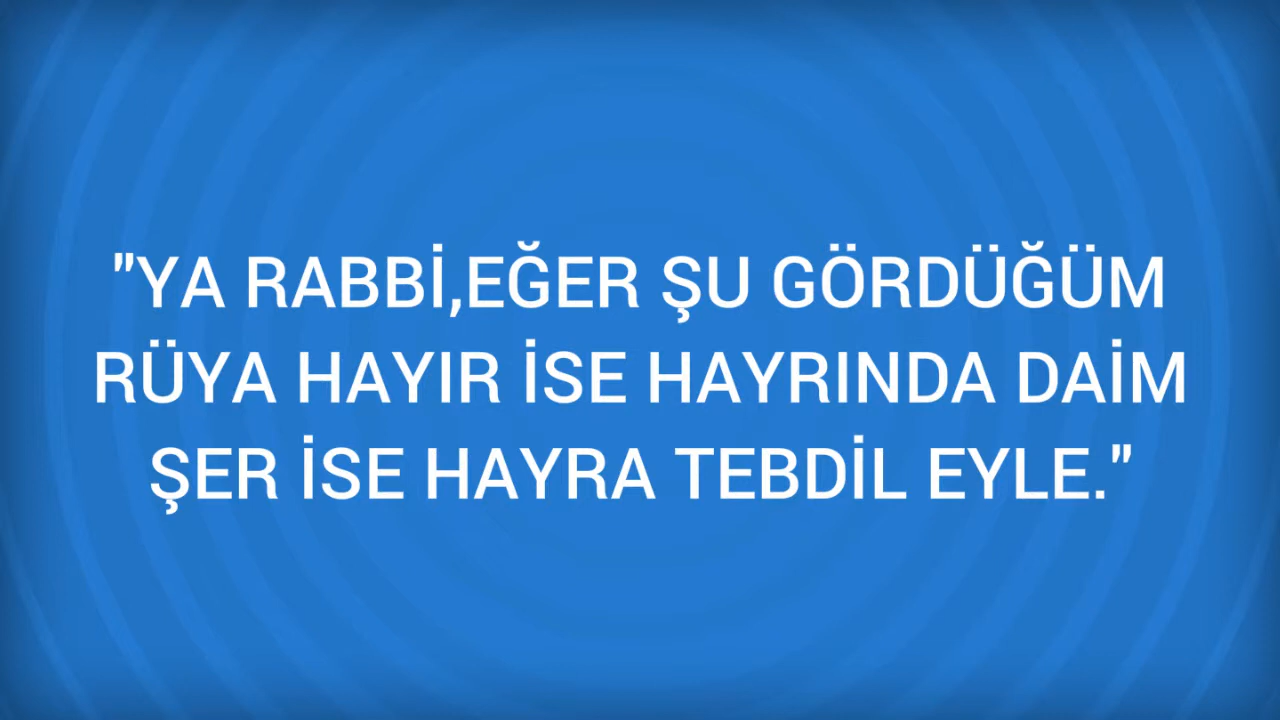 "YA RABBİ,EĞER ŞU GÖRDÜĞÜM
RÜYA HAYIR İSE HAYRINDA DAİM
ŞER İSE HAYRA TEBDİL EYLE."